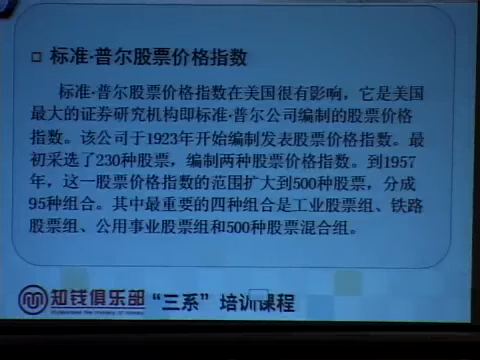 标准·普尔股票价格指数
标准·普尔股票价格指数在美国很有影响，它是美国
最大的证券研究机构即标准·普尔公司编制的股票价格
指数。该公司于1923年开始编制发表股票价格指数。最
初采选了230种股票，编制两种股票价格指数。到1957
年，这一股票价格指数的范围扩大到500种股票，分成
95种组合。其中最重要的四种组合是工业股票组、铁路
股票组、公用事业股票组和500种股票混合组。
知钱俱乐部“三系”培训课程